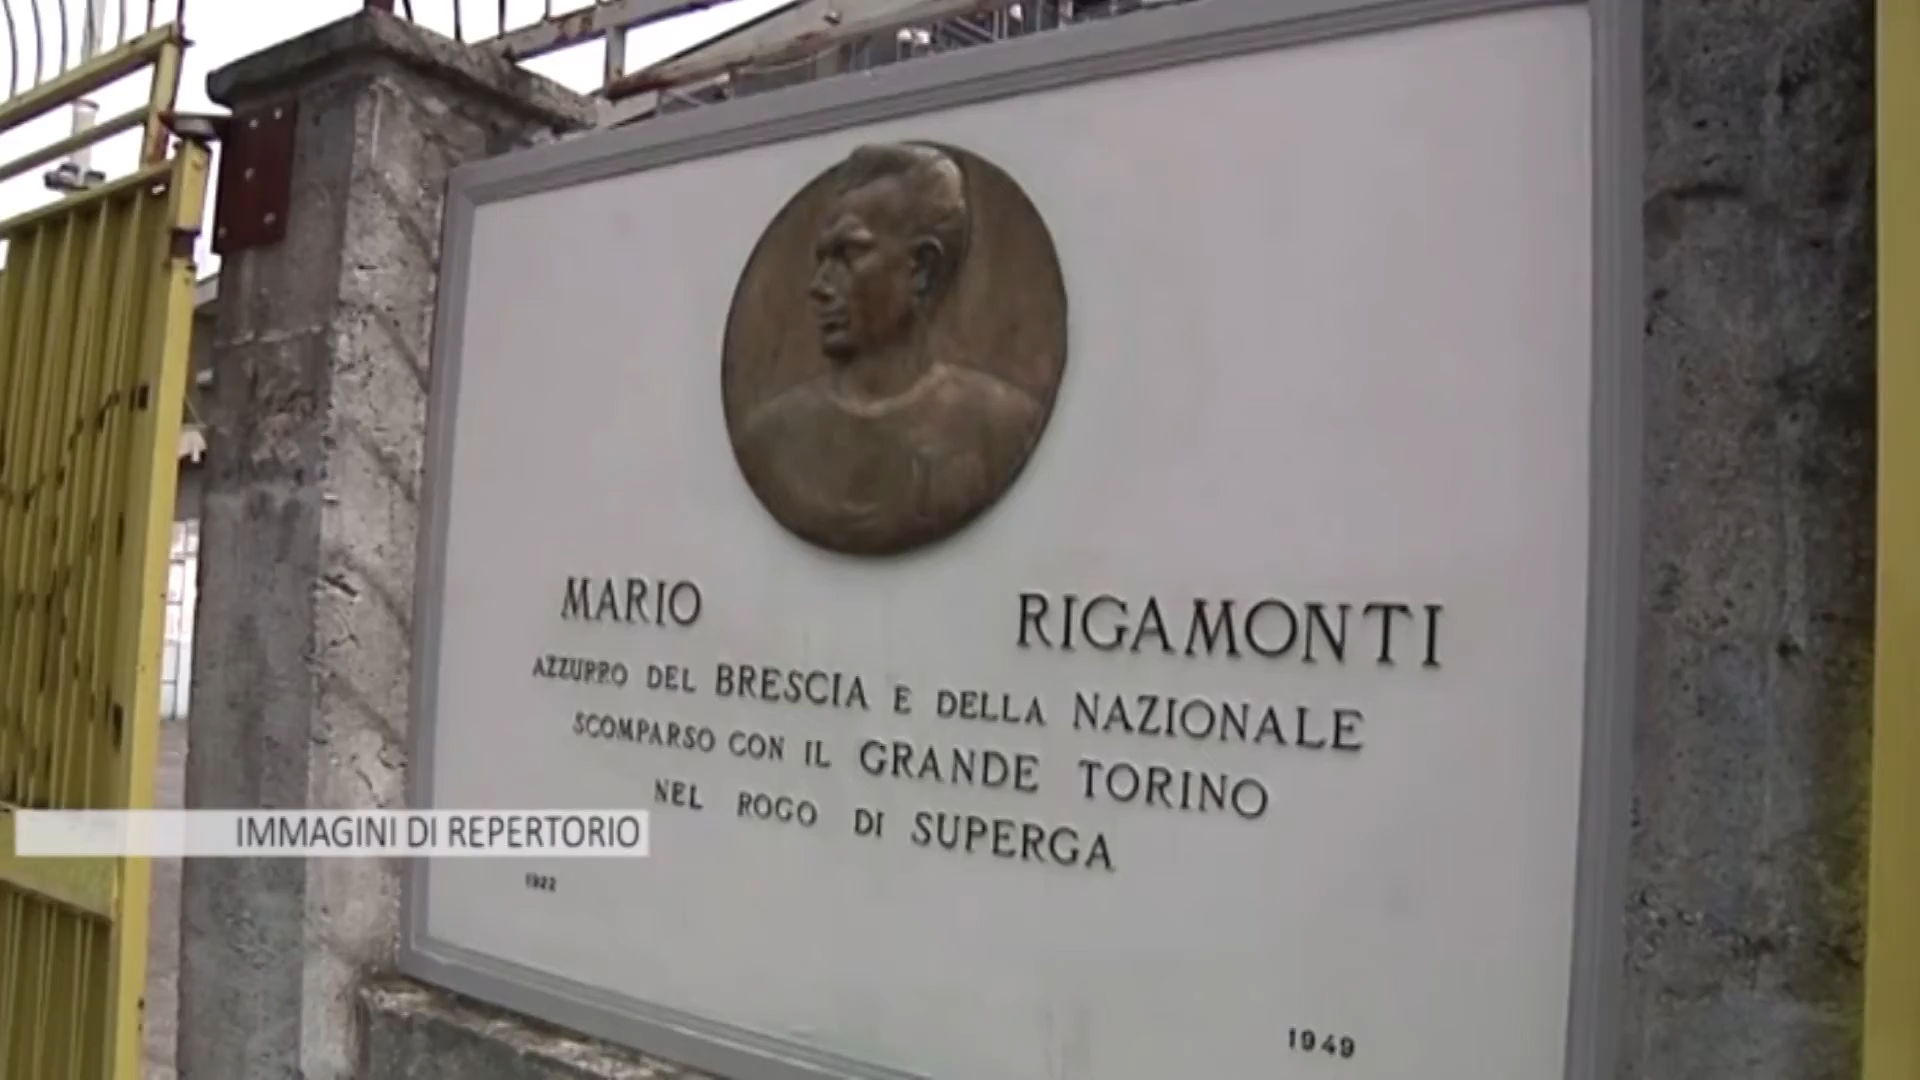 MARIO RIGAMONTI
AZZURRO DEL BRESCIA E DELLA NAZIONALE
SCOMPARSO CON IL GRANDE TORINO
NEL ROGO DI SUPERGA
IMMAGINI DI REPERTORIO
1922
1949